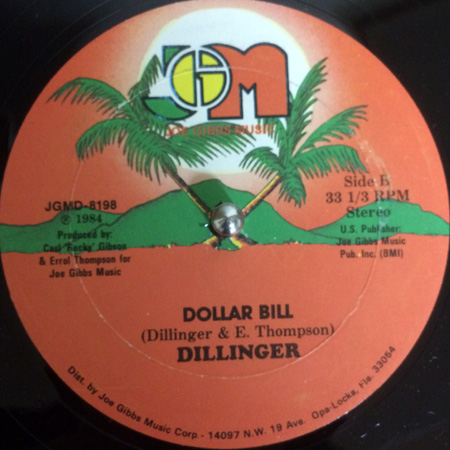 JGM
JOE GIBBS MUSIC
JGMD-8198
℗ 1984
Produced by:
Carl "Rocky" Gibson
& Errol Thompson for
Joe Gibbs Music
Side B
33 1/3 RPM
Stereo
U.S. Publisher:
Joe Gibbs Music
Pub. Inc. (BMI)
DOLLAR BILL
(Dillinger & E. Thompson)
DILLINGER
Dist. by Joe Gibbs Music Corp - 14097 N.W. 19 Ave. Opa-Locka, Fla. 33054